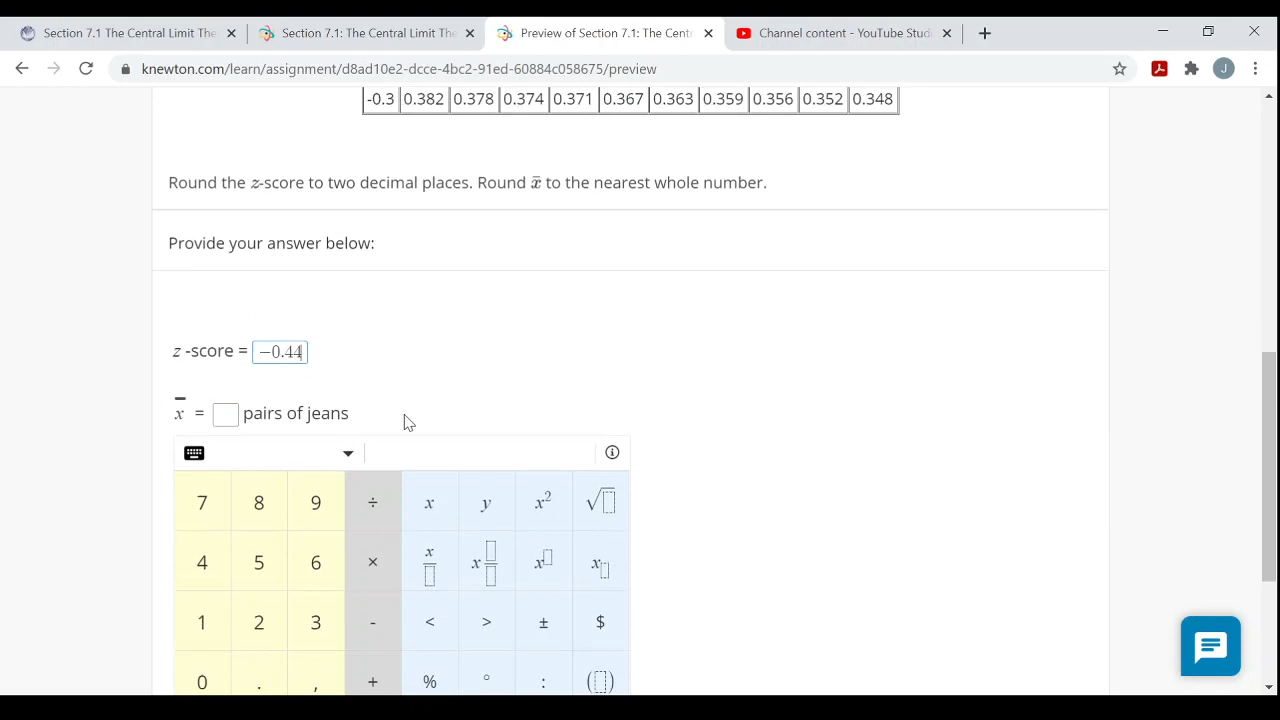 Section 7.1 The Central Limit The
Section 7.1: The Central Limit The
Preview of Section 7.1: The Centr
Channel content - YouTube Stud
knewton.com/learn/assignment/d8ad10e2-dcce-4bc2-91ed-60884c058675/preview
J
-0.3 0.382 0.378 0.374 0.371 0.367 0.363 0.359 0.356 0.352 0.348
Round the z-score to two decimal places. Round x̄ to the nearest whole number.
Provide your answer below:
z -score = −0.44
x̄ = pairs of jeans
7 8 9 ÷ x y x² √
4 5 6 × x x x x
1 2 3 - < > ± $
0 . , + % ° : ()